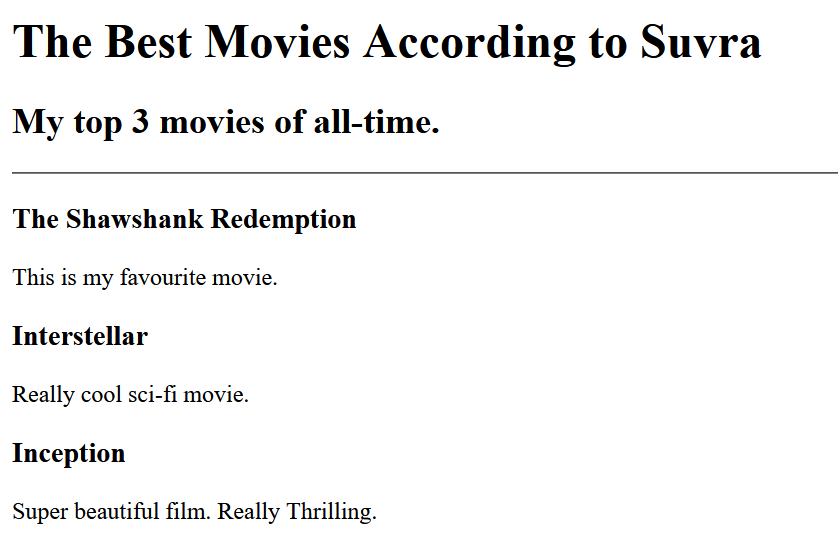 The Best Movies According to Suvra
My top 3 movies of all-time.
The Shawshank Redemption
This is my favourite movie.
Interstellar
Really cool sci-fi movie.
Inception
Super beautiful film. Really Thrilling.